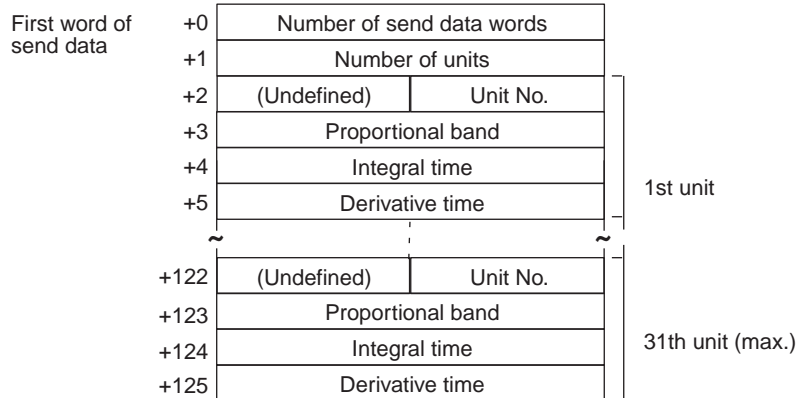 First word of
send data
+0 Number of send data words
+1 Number of units
+2 (Undefined) Unit No.
+3 Proportional band
+4 Integral time
+5 Derivative time
1st unit
~ ~
+122 (Undefined) Unit No.
+123 Proportional band
+124 Integral time
+125 Derivative time
31th unit (max.)